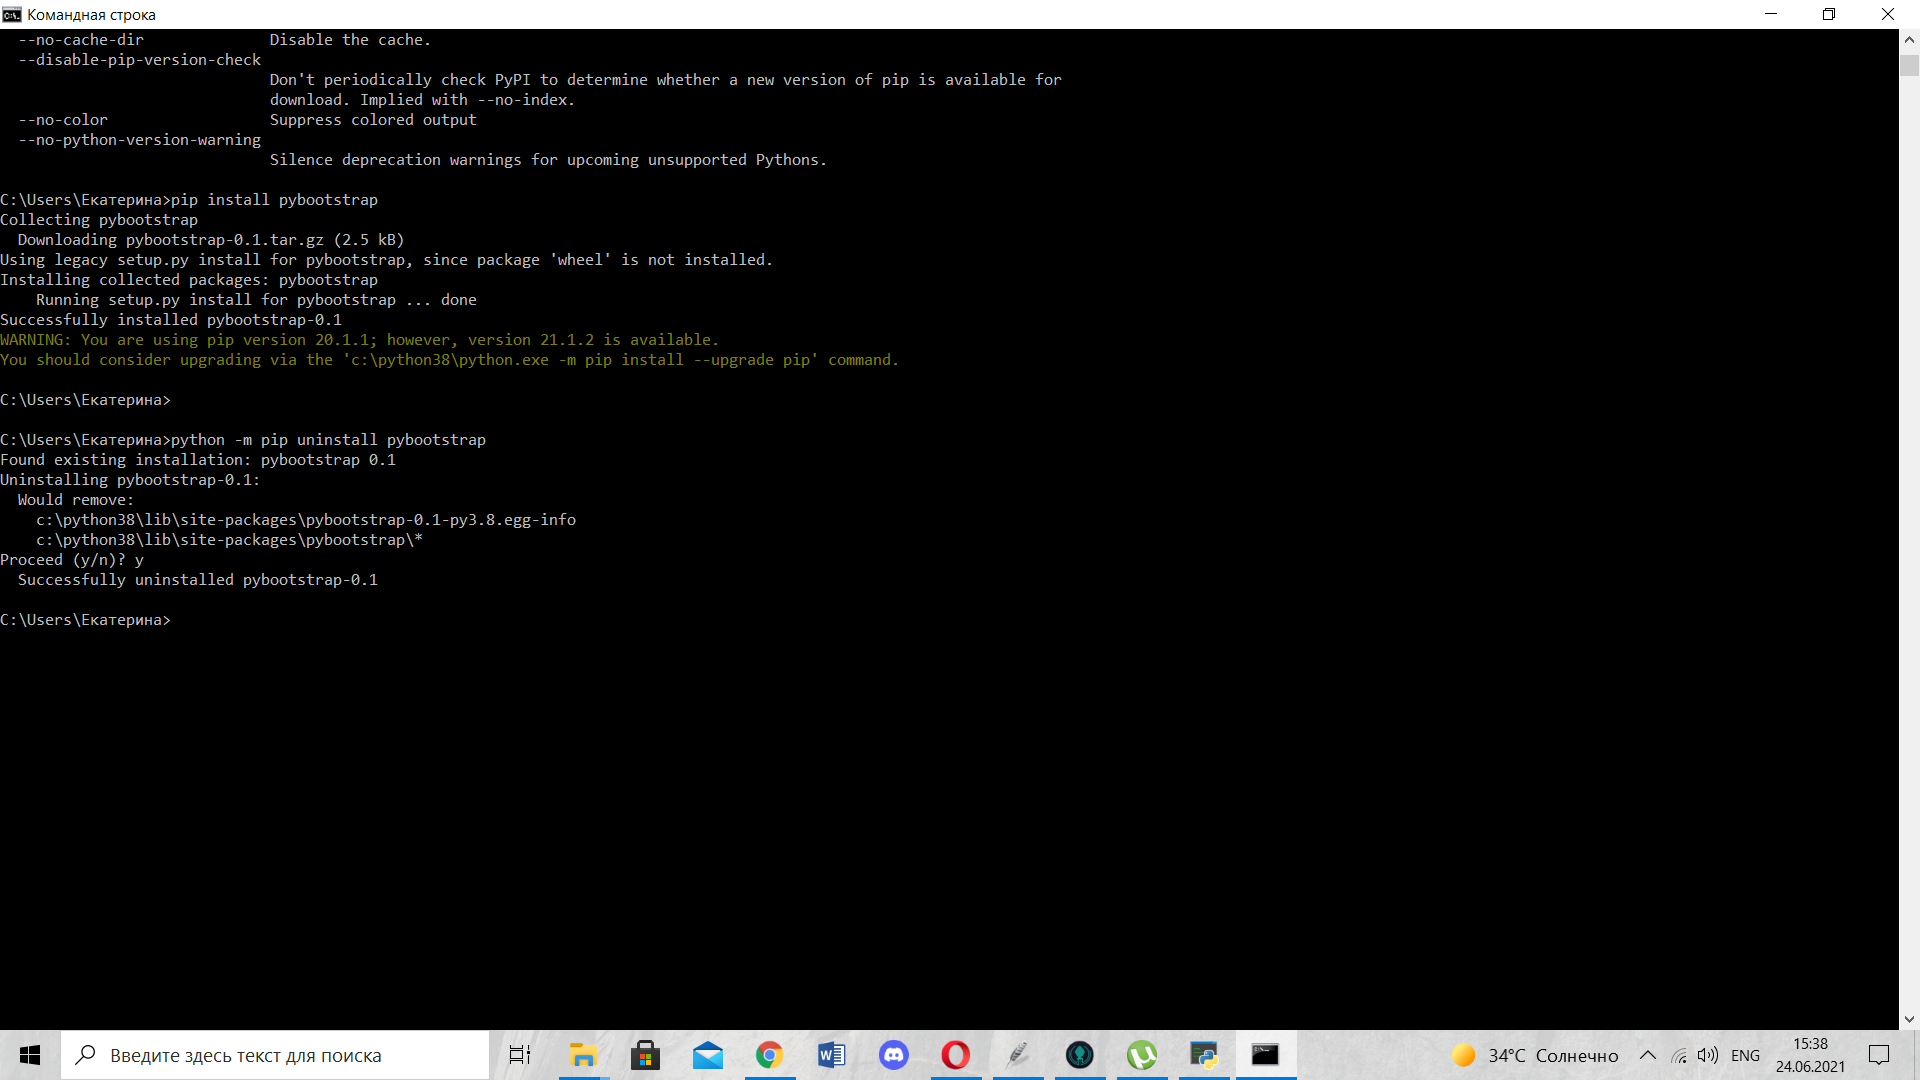 Командная строка
--no-cache-dir Disable the cache.
--disable-pip-version-check
Don't periodically check PyPI to determine whether a new version of pip is available for
download. Implied with --no-index.
--no-color Suppress colored output
--no-python-version-warning
Silence deprecation warnings for upcoming unsupported Pythons.
C:\Users\Екатерина>pip install pybootstrap
Collecting pybootstrap
Downloading pybootstrap-0.1.tar.gz (2.5 kB)
Using legacy setup.py install for pybootstrap, since package 'wheel' is not installed.
Installing collected packages: pybootstrap
Running setup.py install for pybootstrap ... done
Successfully installed pybootstrap-0.1
WARNING: You are using pip version 20.1.1; however, version 21.1.2 is available.
You should consider upgrading via the 'c:\python38\python.exe -m pip install --upgrade pip' command.
C:\Users\Екатерина>
C:\Users\Екатерина>python -m pip uninstall pybootstrap
Found existing installation: pybootstrap 0.1
Uninstalling pybootstrap-0.1:
Would remove:
c:\python38\lib\site-packages\pybootstrap-0.1-py3.8.egg-info
c:\python38\lib\site-packages\pybootstrap\*
Proceed (y/n)? y
Successfully uninstalled pybootstrap-0.1
C:\Users\Екатерина>
Введите здесь текст для поиска
34°C Солнечно
ENG
15:38
24.06.2021